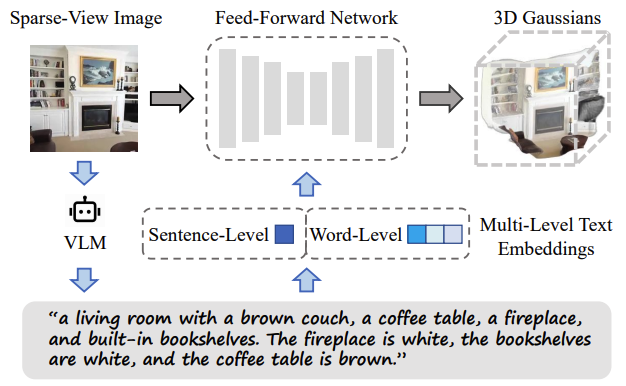 Sparse-View Image
Feed-Forward Network
3D Gaussians
VLM
Sentence-Level
Word-Level
Multi-Level Text
Embeddings
“a living room with a brown couch, a coffee table, a fireplace,
and built-in bookshelves. The fireplace is white, the bookshelves
are white, and the coffee table is brown.”